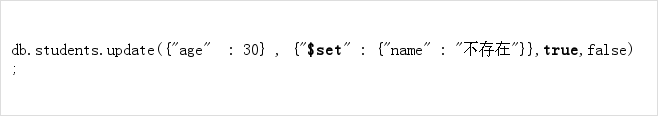 db.students.update({"age"  : 30} , {"$set" : {"name" : "不存在"}},true,false)
;